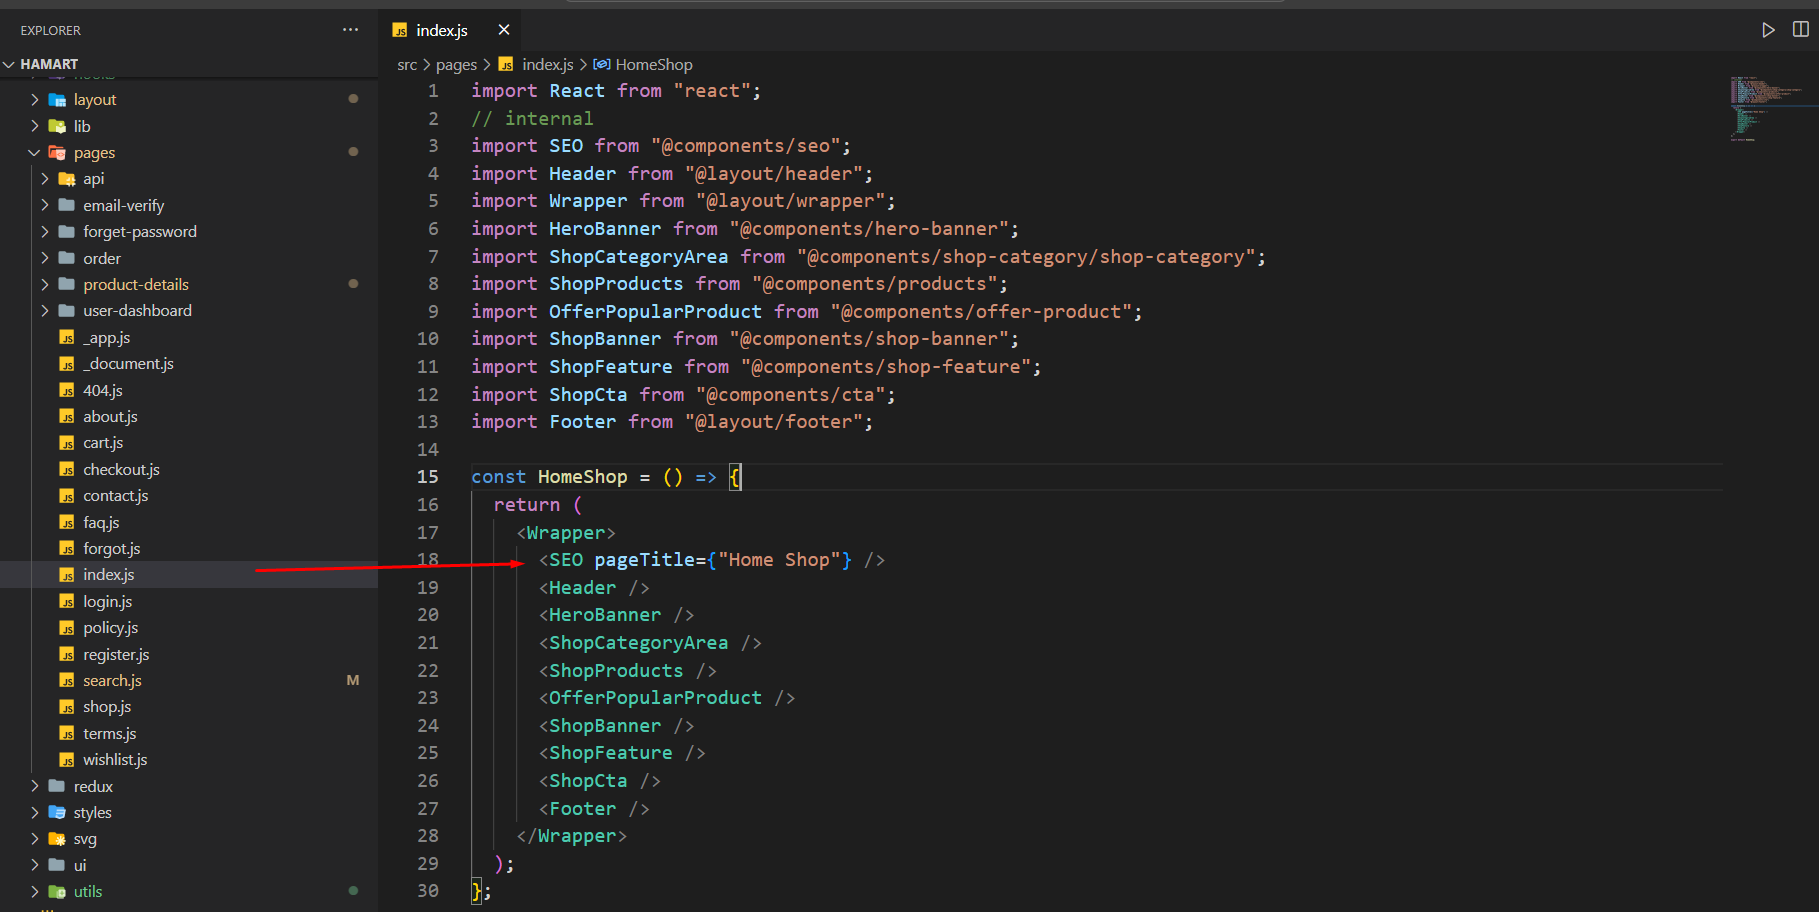 EXPLORER
HAMART
layout
lib
pages
api
email-verify
forget-password
order
product-details
user-dashboard
_app.js
_document.js
404.js
about.js
cart.js
checkout.js
contact.js
faq.js
forgot.js
index.js
login.js
policy.js
register.js
search.js M
shop.js
terms.js
wishlist.js
redux
styles
svg
ui
utils
JS index.js
src > pages > JS index.js > HomeShop
1 import React from "react";
2 // internal
3 import SEO from "@components/seo";
4 import Header from "@layout/header";
5 import Wrapper from "@layout/wrapper";
6 import HeroBanner from "@components/hero-banner";
7 import ShopCategoryArea from "@components/shop-category/shop-category";
8 import ShopProducts from "@components/products";
9 import OfferPopularProduct from "@components/offer-product";
10 import ShopBanner from "@components/shop-banner";
11 import ShopFeature from "@components/shop-feature";
12 import ShopCta from "@components/cta";
13 import Footer from "@layout/footer";
14
15 const HomeShop = () => {
16 return (
17 <Wrapper>
18 <SEO pageTitle={"Home Shop"} />
19 <Header />
20 <HeroBanner />
21 <ShopCategoryArea />
22 <ShopProducts />
23 <OfferPopularProduct />
24 <ShopBanner />
25 <ShopFeature />
26 <ShopCta />
27 <Footer />
28 </Wrapper>
29 );
30 };